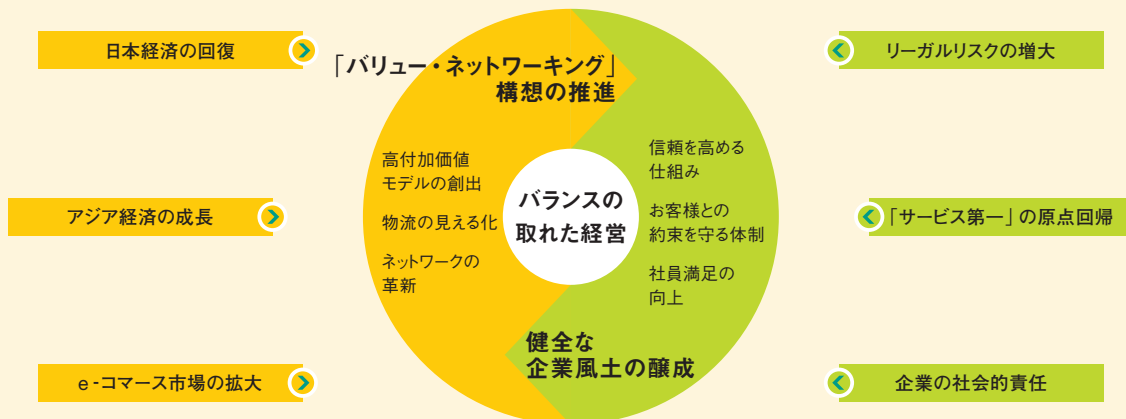 日本経済の回復
アジア経済の成長
e-コマース市場の拡大
「バリュー・ネットワーキング」
構想の推進
高付加価値
モデルの創出
物流の見える化
ネットワークの
革新
バランスの
取れた経営
信頼を高める
仕組み
お客様との
約束を守る体制
社員満足の
向上
健全な
企業風土の醸成
リーガルリスクの増大
「サービス第一」の原点回帰
企業の社会的責任